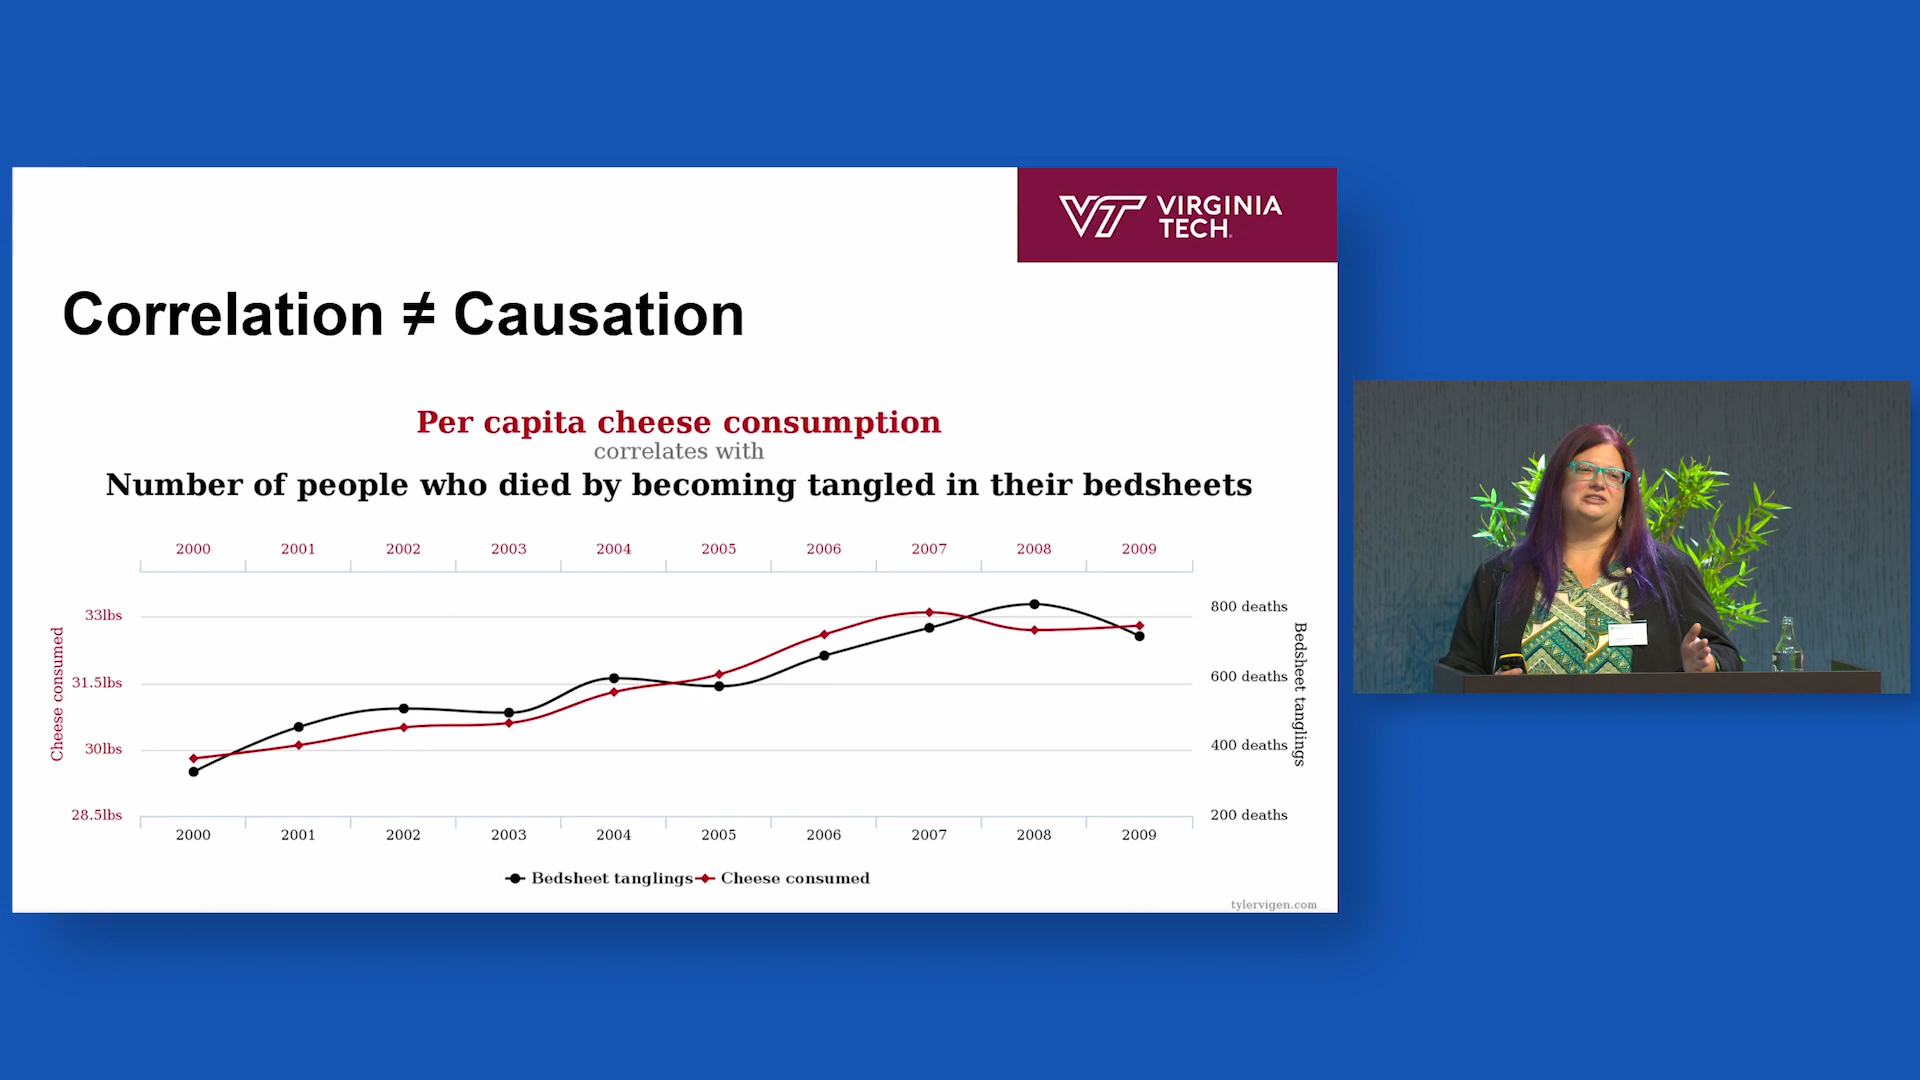 VT VIRGINIA
TECH
Correlation ≠ Causation
Per capita cheese consumption
correlates with
Number of people who died by becoming tangled in their bedsheets
2000 2001 2002 2003 2004 2005 2006 2007 2008 2009
Cheese consumed
33lbs
31.5lbs
30lbs
28.5lbs
800 deaths
600 deaths
400 deaths
200 deaths
Bedsheet tanglings
2000 2001 2002 2003 2004 2005 2006 2007 2008 2009
Bedsheet tanglings Cheese consumed
tylervigen.com